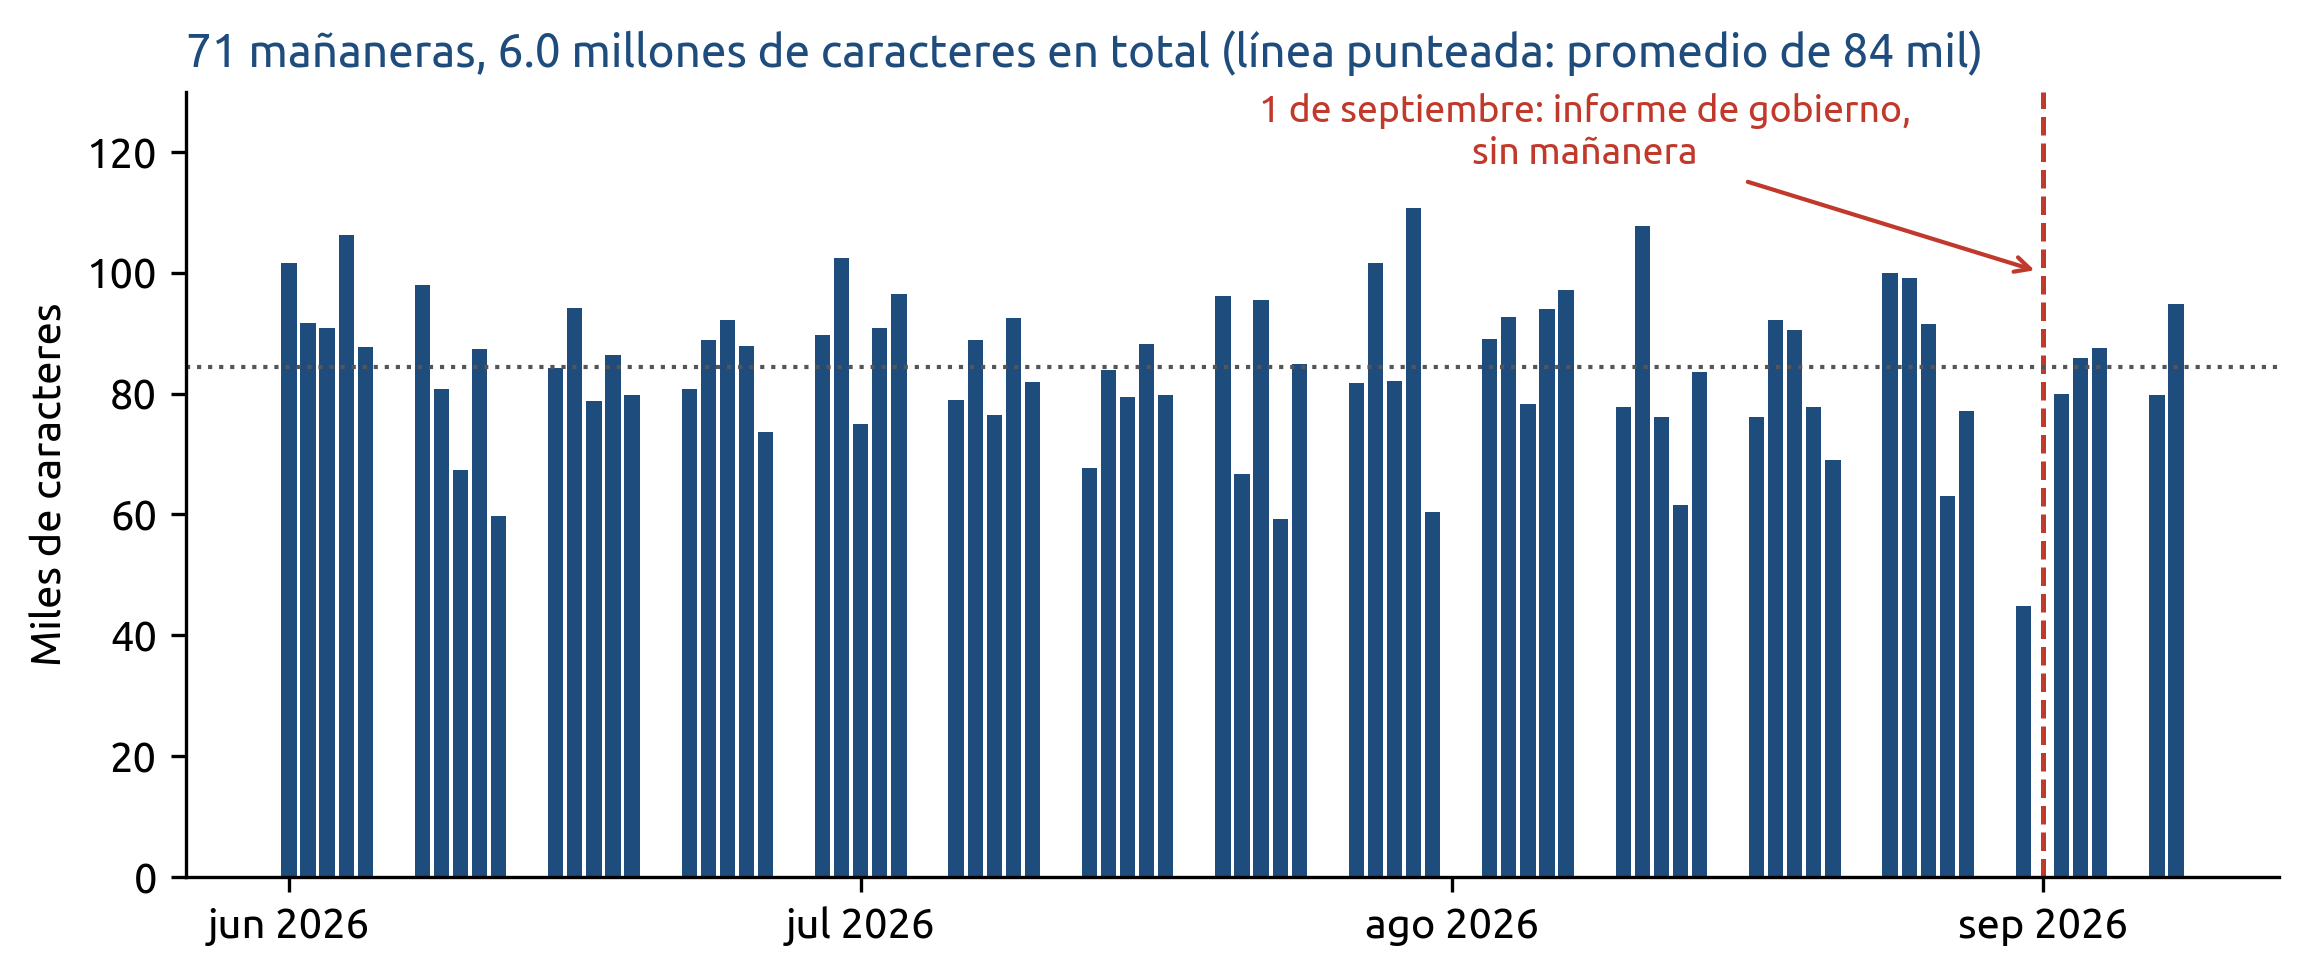 71 mañaneras, 6.0 millones de caracteres en total (línea punteada: promedio de 84 mil)
1 de septiembre: informe de gobierno,
sin mañanera
Miles de caracteres
120
100
80
60
40
20
0
jun 2026
jul 2026
ago 2026
sep 2026